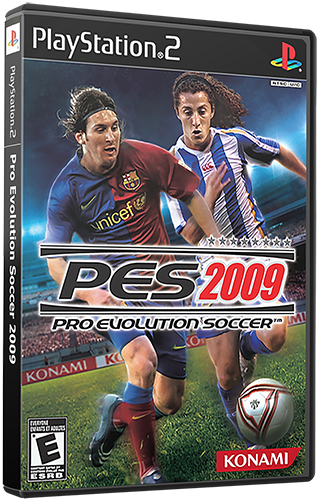 PlayStation 2
Pro Evolution Soccer 2009
PlayStation®2
NTSC U/C
unicef
PES 2009
PRO EVOLUTION SOCCER™
KONAMI
KONAMI
EVERYONE
E
ESRB
KONAMI